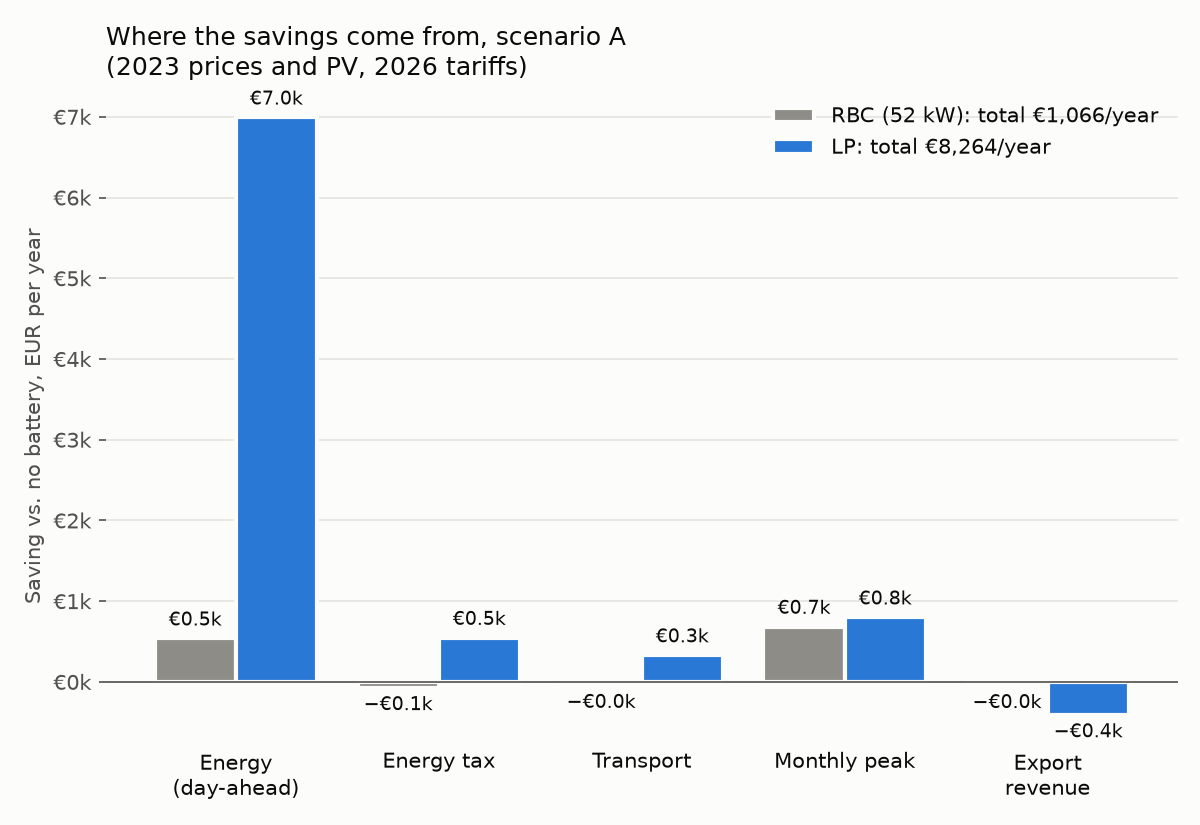 Where the savings come from, scenario A
(2023 prices and PV, 2026 tariffs)
RBC (52 kW): total €1,066/year
LP: total €8,264/year
Saving vs. no battery, EUR per year
€7k
€6k
€5k
€4k
€3k
€2k
€1k
€0k
€0.5k
€7.0k
−€0.1k
€0.5k
−€0.0k
€0.3k
€0.7k
€0.8k
−€0.0k
−€0.4k
Energy
(day-ahead)
Energy tax
Transport
Monthly peak
Export
revenue